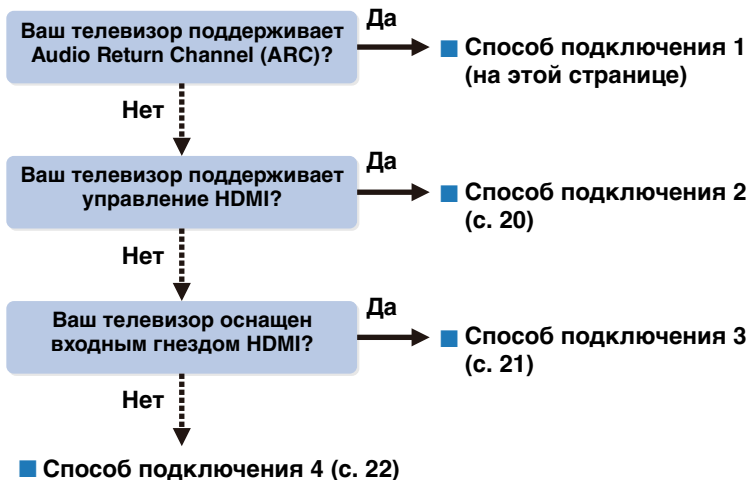 Ваш телевизор поддерживает
Audio Return Channel (ARC)?
Да
■ Способ подключения 1
(на этой странице)
Нет
Ваш телевизор поддерживает
управление HDMI?
Да
■ Способ подключения 2
(с. 20)
Нет
Ваш телевизор оснащен
входным гнездом HDMI?
Да
■ Способ подключения 3
(с. 21)
Нет
■ Способ подключения 4 (с. 22)